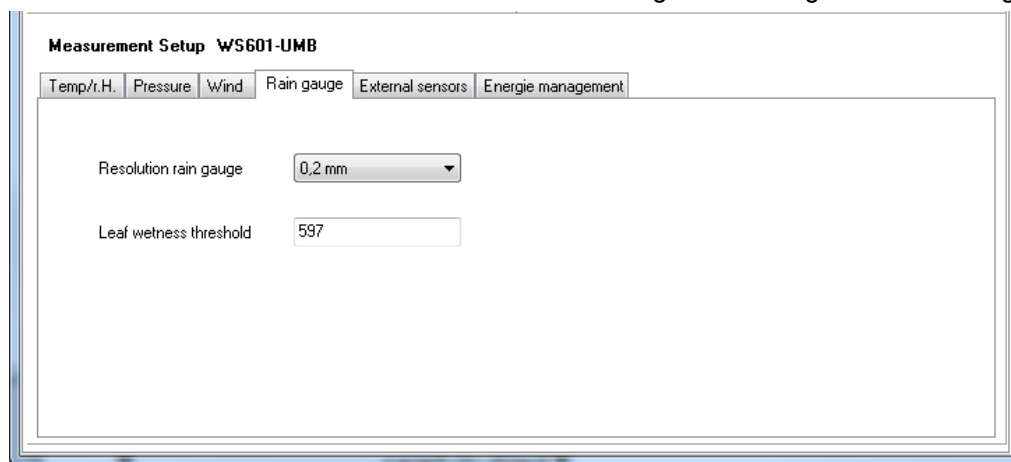 Measurement Setup WS601-UMB
Temp/r.H. Pressure Wind Rain gauge External sensors Energie management
Resolution rain gauge 0,2 mm
Leaf wetness threshold 597